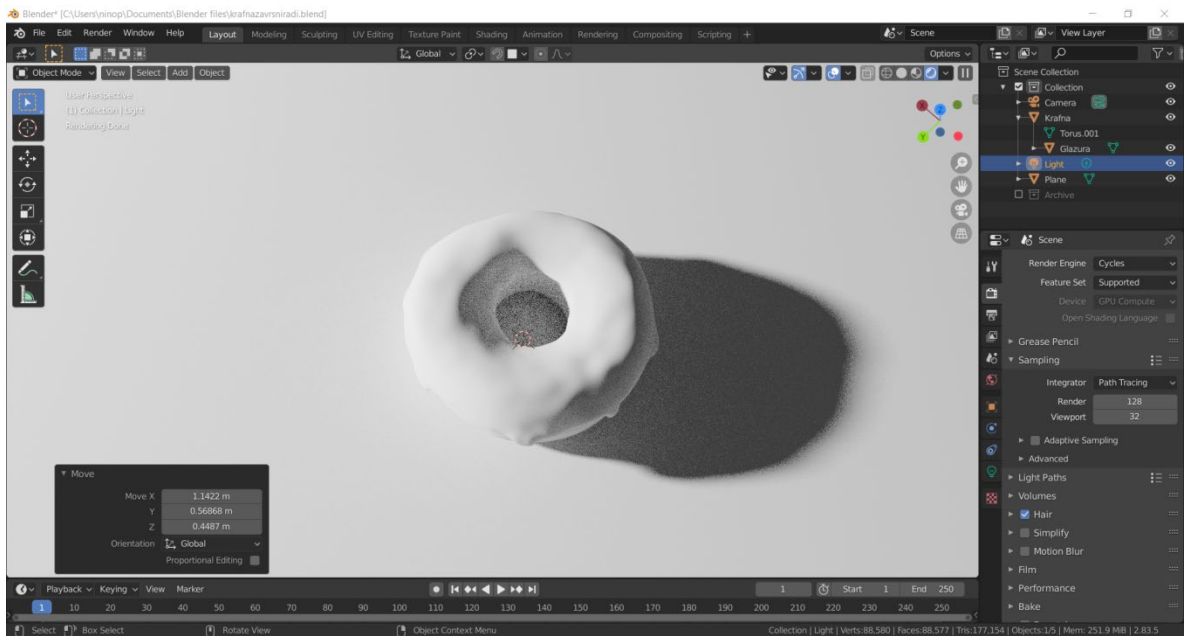 Blender* [C:\Users\ninop\Documents\Blender files\krafnazavrsniradi.blend]
File Edit Render Window Help Layout Modeling Sculpting UV Editing Texture Paint Shading Animation Rendering Compositing Scripting + Scene View Layer
Global Options
Object Mode View Select Add Object
User Perspective
(1) Collection | Light
Rendering Done
Scene Collection
Collection
Camera
Krafna
Torus.001
Glazura
Light
Plane
Archive
Scene
Render Engine Cycles
Feature Set Supported
Device GPU Compute
Open Shading Language
Grease Pencil
Sampling
Integrator Path Tracing
Render 128
Viewport 32
Adaptive Sampling
Advanced
Light Paths
Volumes
Hair
Simplify
Motion Blur
Film
Performance
Bake
Z
Y
Move
Move X 1.1422 m
Y 0.56868 m
Z 0.4487 m
Orientation Global
Proportional Editing
Playback Keying View Marker 1 Start 1 End 250
1 10 20 30 40 50 60 70 80 90 100 110 120 130 140 150 160 170 180 190 200 210 220 230 240 250
Select Box Select Rotate View Object Context Menu Collection | Light | Verts:88,580 | Faces:88,577 | Tris:177,154 | Objects:1/5 | Mem: 251.9 MiB | 2.83.5